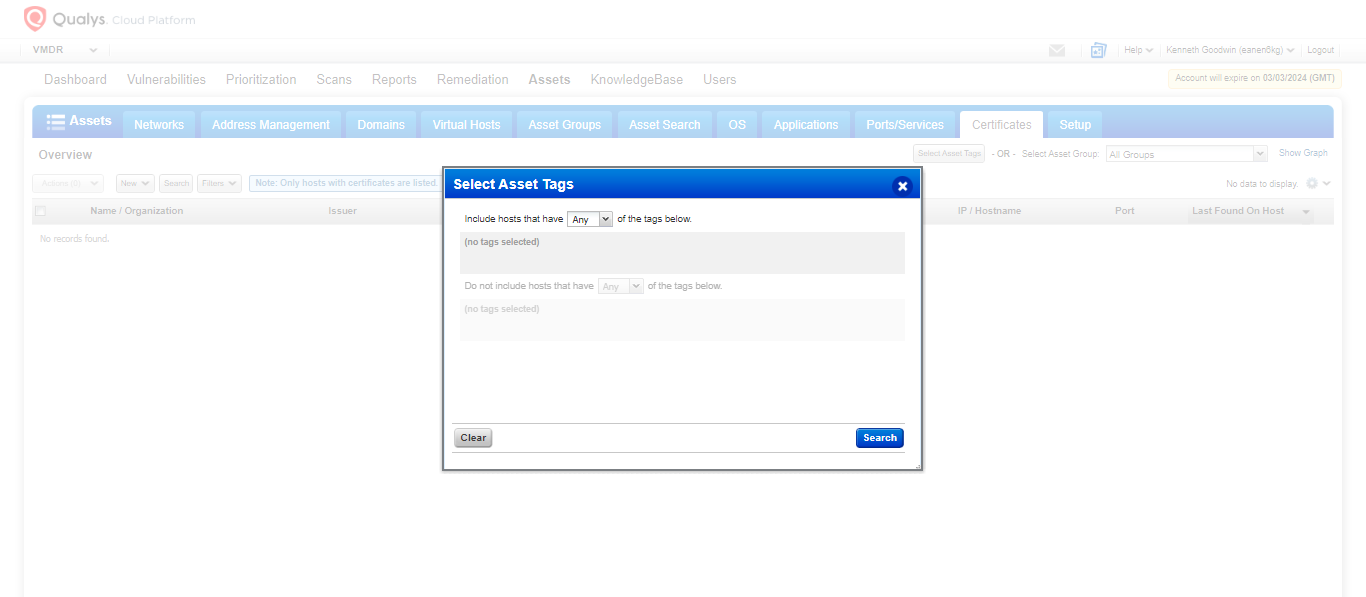 Qualys. Cloud Platform
VMDR
Help Kenneth Goodwin (eanen8kg) Logout
Dashboard Vulnerabilities Prioritization Scans Reports Remediation Assets KnowledgeBase Users
Account will expire on 03/03/2024 (GMT)
Assets Networks Address Management Domains Virtual Hosts Asset Groups Asset Search OS Applications Ports/Services Certificates Setup
Overview Select Asset Tags - OR - Select Asset Group: All Groups Show Graph
Actions (0) New Search Filters Note: Only hosts with certificates are listed. No data to display.
Name / Organization Issuer IP / Hostname Port Last Found On Host
No records found.
Select Asset Tags
Include hosts that have Any of the tags below.
(no tags selected)
Do not include hosts that have Any of the tags below.
(no tags selected)
Clear Search